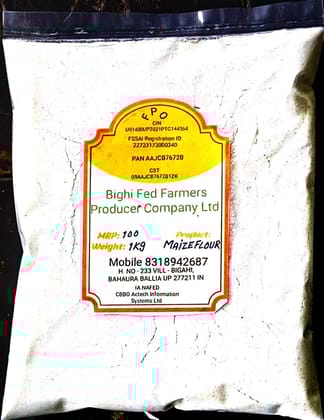 FPO
CIN
U01400UP2021PTC144564
FSSAI Registration ID
22723173000340
PAN AAJCB7672B
GST
09AAJCB7672B1ZK
Bighi Fed Farmers
Producer Company Ltd
MRP: 100 Product:
Weight: 1Kg MAIZEFLOUR
Mobile 8318942687
H. NO - 233 VILL - BIGAHI,
BAHAURA BALLIA UP 277211 IN
IA NAFED
CBBO Actech Information
Systems Ltd.